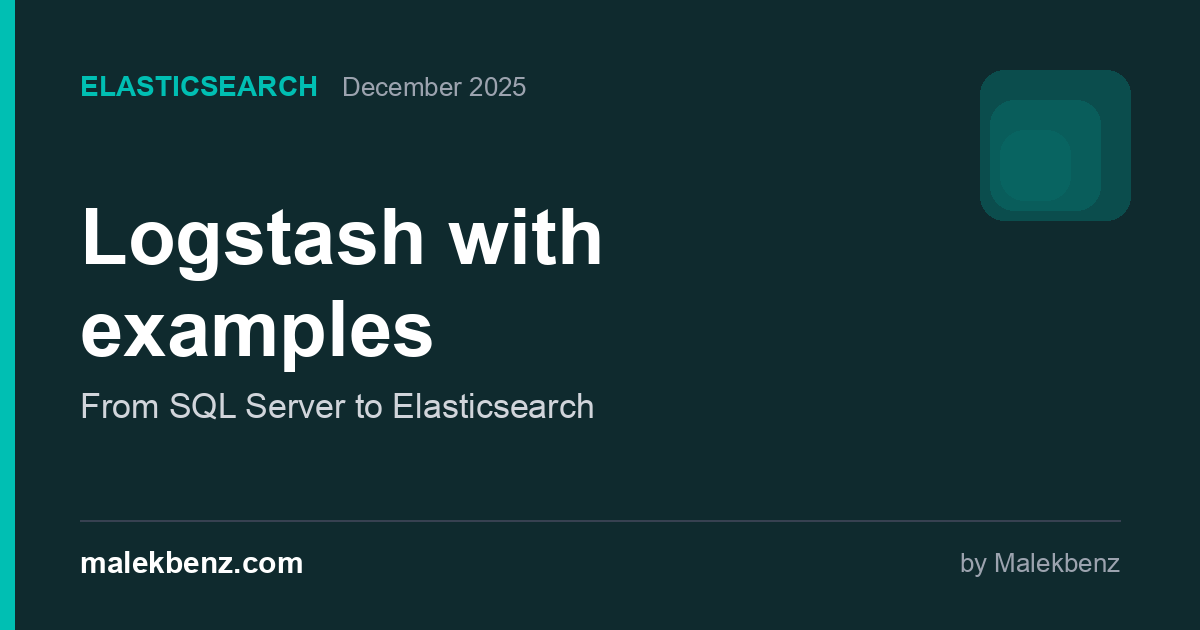 ELASTICSEARCH December 2025
Logstash with
examples
From SQL Server to Elasticsearch
malekbenz.com by Malekbenz